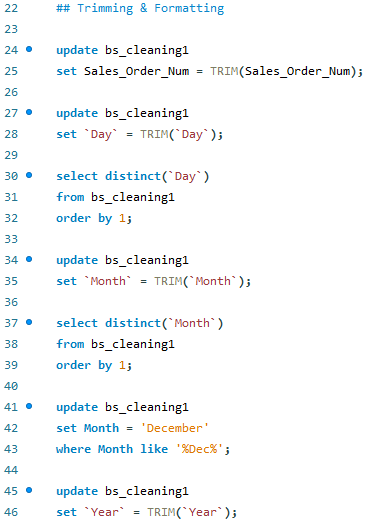 22 ## Trimming & Formatting
23
24 update bs_cleaning1
25 set Sales_Order_Num = TRIM(Sales_Order_Num);
26
27 update bs_cleaning1
28 set `Day` = TRIM(`Day`);
29
30 select distinct(`Day`)
31 from bs_cleaning1
32 order by 1;
33
34 update bs_cleaning1
35 set `Month` = TRIM(`Month`);
36
37 select distinct(`Month`)
38 from bs_cleaning1
39 order by 1;
40
41 update bs_cleaning1
42 set Month = 'December'
43 where Month like '%Dec%';
44
45 update bs_cleaning1
46 set `Year` = TRIM(`Year`);